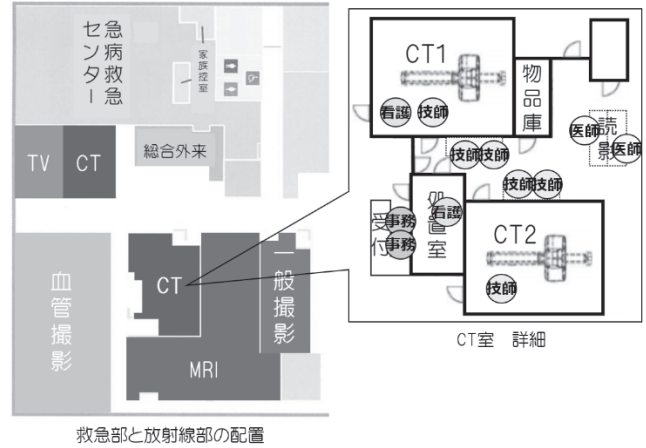 急病救急
センター
家族控室
総合外来
TV
CT
血管撮影
CT
一般撮影
MRI
救急部と放射線部の配置
CT1
看護
技師
物品庫
技師
技師
医師
読影
医師
技師
技師
受付
事務
事務
処置室
看護
CT2
技師
CT室 詳細